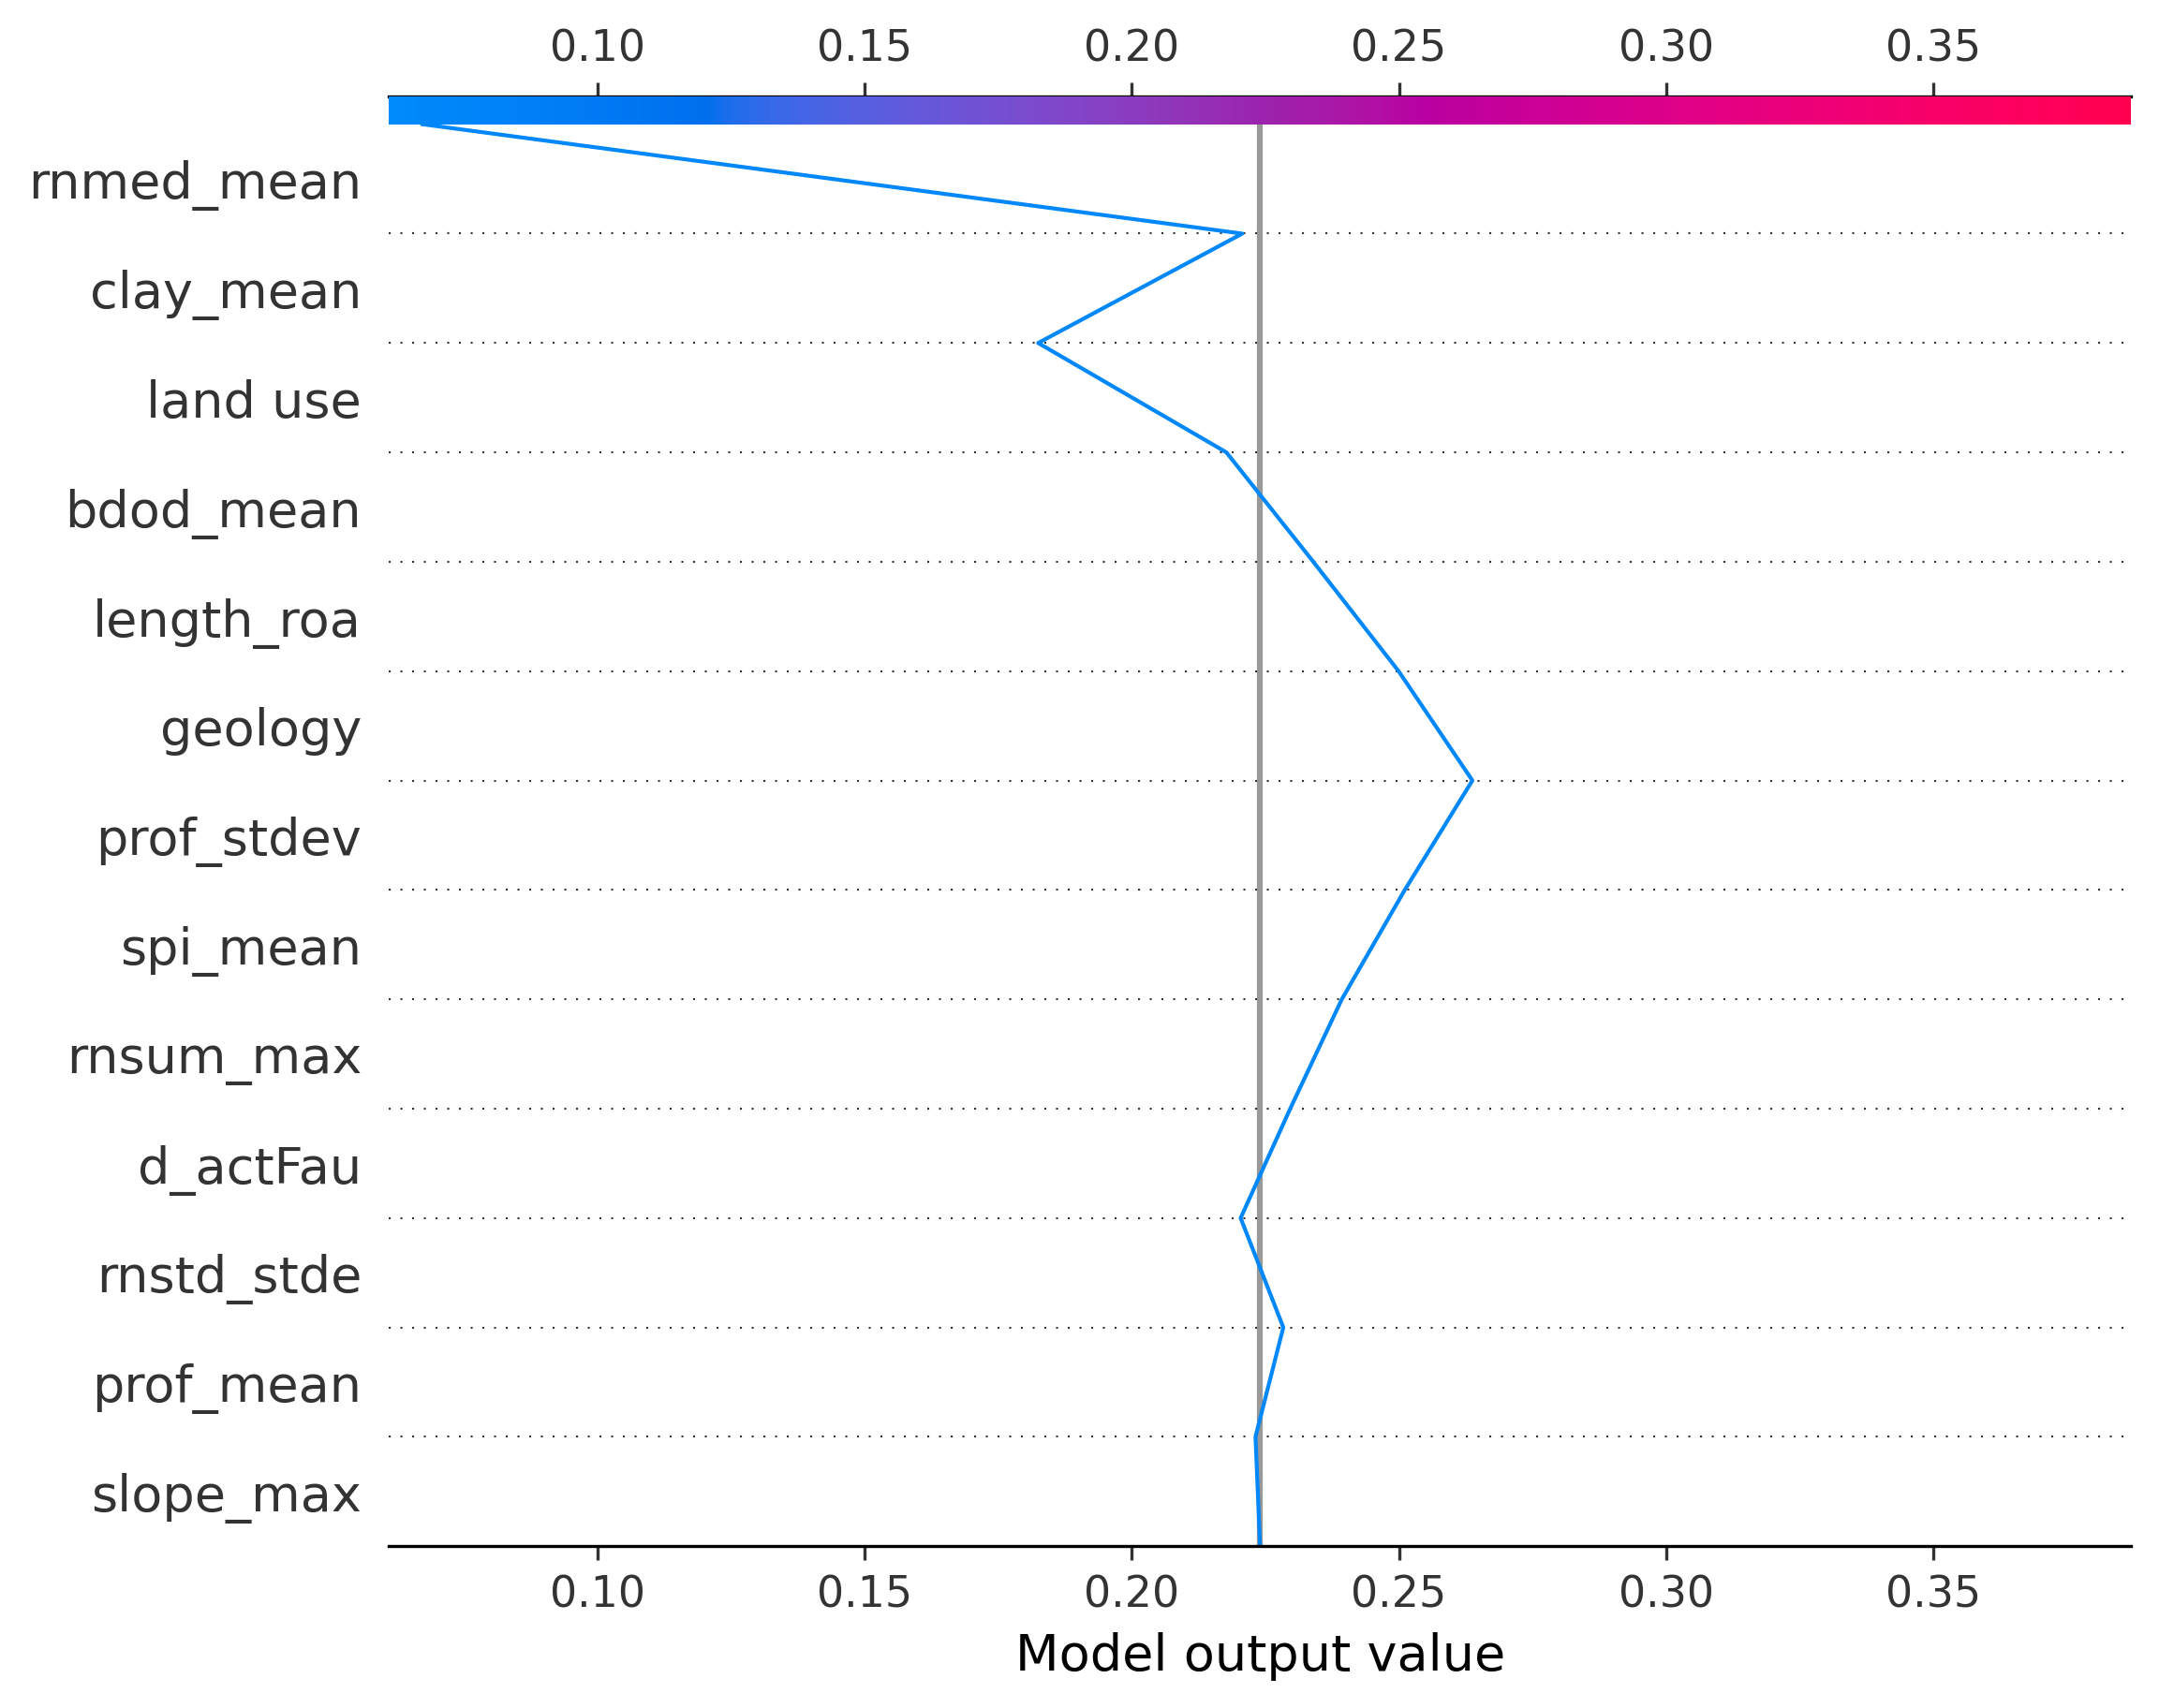 0.10 0.15 0.20 0.25 0.30 0.35
rnmed_mean
clay_mean
land use
bdod_mean
length_roa
geology
prof_stdev
spi_mean
rnsum_max
d_actFau
rnstd_stde
prof_mean
slope_max
0.10 0.15 0.20 0.25 0.30 0.35
Model output value